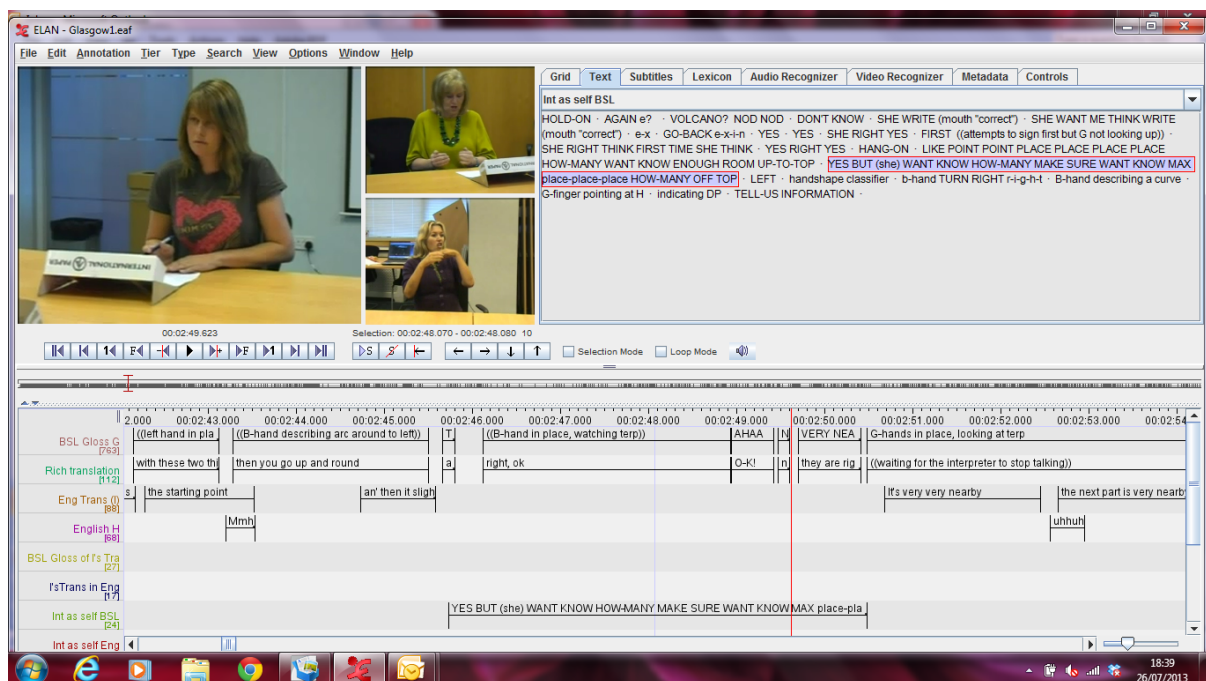 ELAN - Glasgow1.eaf
File Edit Annotation Tier Type Search View Options Window Help
Grid Text Subtitles Lexicon Audio Recognizer Video Recognizer Metadata Controls
Int as self BSL
HOLD-ON · AGAIN e? · VOLCANO? NOD NOD · DON'T KNOW · SHE WRITE (mouth "correct") · SHE WANT ME THINK WRITE
(mouth "correct") · e-x · GO-BACK e-x-i-n · YES · YES · SHE RIGHT YES · FIRST ((attempts to sign first but G not looking up)) ·
SHE RIGHT THINK FIRST TIME SHE THINK · YES RIGHT YES · HANG-ON · LIKE POINT POINT PLACE PLACE PLACE PLACE
HOW-MANY WANT KNOW ENOUGH ROOM UP-TO-TOP · YES BUT (she) WANT KNOW HOW-MANY MAKE SURE WANT KNOW MAX
place-place-place HOW-MANY OFF TOP · LEFT · handshape classifier · b-hand TURN RIGHT r-i-g-h-t · B-hand describing a curve ·
G-finger pointing at H · indicating DP · TELL-US INFORMATION ·
INTERNATIONAL PAPER
00:02:49.623
Selection: 00:02:48.070 - 00:02:48.080 10
Selection Mode Loop Mode
2.000 00:02:43.000 00:02:44.000 00:02:45.000 00:02:46.000 00:02:47.000 00:02:48.000 00:02:49.000 00:02:50.000 00:02:51.000 00:02:52.000 00:02:53.000 00:02:54
BSL Gloss G ((left hand in pla ((B-hand describing arc around to left)) T ((B-hand in place, watching terp)) AHAA N VERY NEA G-hands in place, looking at terp
[763]
Rich translation with these two thi then you go up and round a right, ok O-K! n they are rig ((waiting for the interpreter to stop talking))
[112]
Eng Trans (I) s the starting point an' then it sligh It's very very nearby the next part is very nearb
[88]
English H Mmh uhhuh
[68]
BSL Gloss of I's Tra
[27]
I'sTrans in Eng
[17]
Int as self BSL YES BUT (she) WANT KNOW HOW-MANY MAKE SURE WANT KNOW MAX place-pla
[24]
Int as self Eng
18:39
26/07/2013